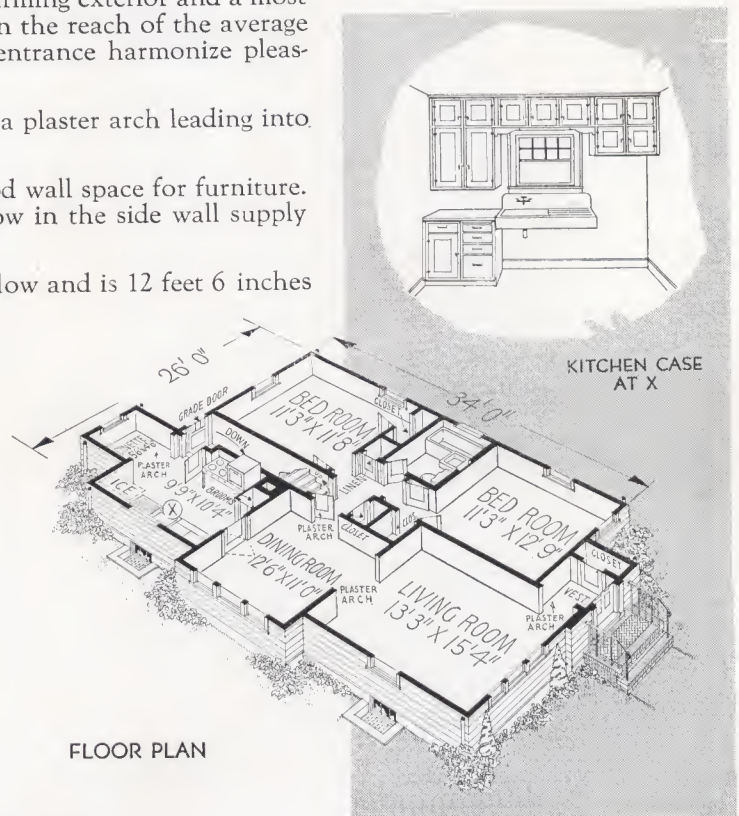 rming exterior and a most
n the reach of the average
entrance harmonize pleas-
a plaster arch leading into
d wall space for furniture.
ow in the side wall supply
low and is 12 feet 6 inches
KITCHEN CASE
AT X
26' 0"
34'-0"
GRADE DOOR
DOWN
BED ROOM
11'3" X 11'8"
CLOSET
LINEN
PLASTER
ARCH
ICE
9'9" X 10'4"
X
BROOMS
PLASTER
ARCH
CLOSET
CLOS.
BED ROOM
11'3" X 12'9"
CLOSET
VEST.
PLASTER
ARCH
DINING ROOM
12'6" X 11'0"
PLASTER
ARCH
LIVING ROOM
13'3" X 15'4"
FLOOR PLAN